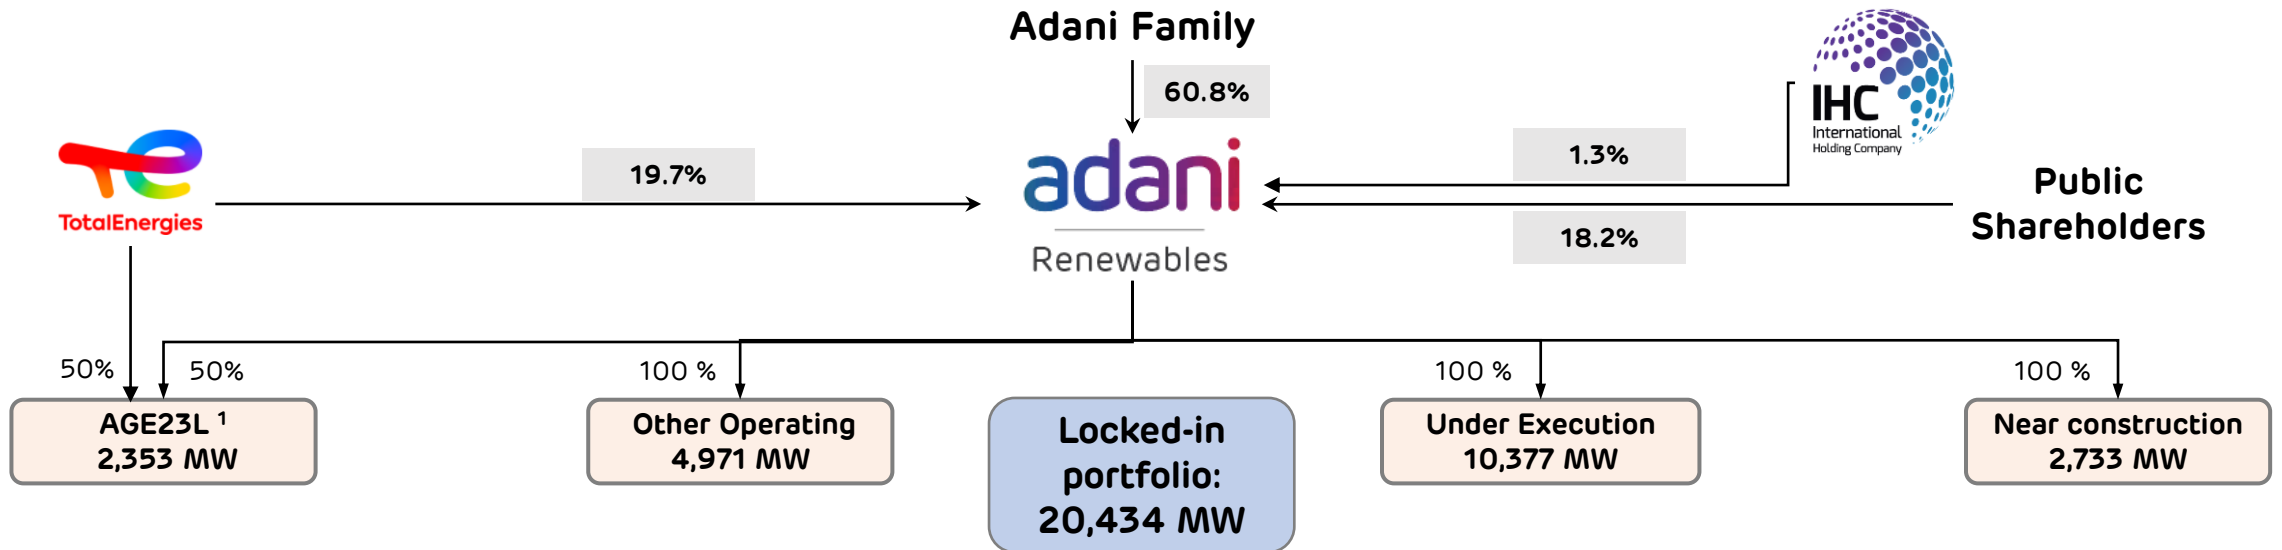 Adani Family
60.8%
IHC
International
Holding Company
TotalEnergies
19.7%
adani
Renewables
1.3%
18.2%
Public
Shareholders
50%
50%
100 %
100 %
100 %
AGE23L ¹
2,353 MW
Other Operating
4,971 MW
Locked-in
portfolio:
20,434 MW
Under Execution
10,377 MW
Near construction
2,733 MW